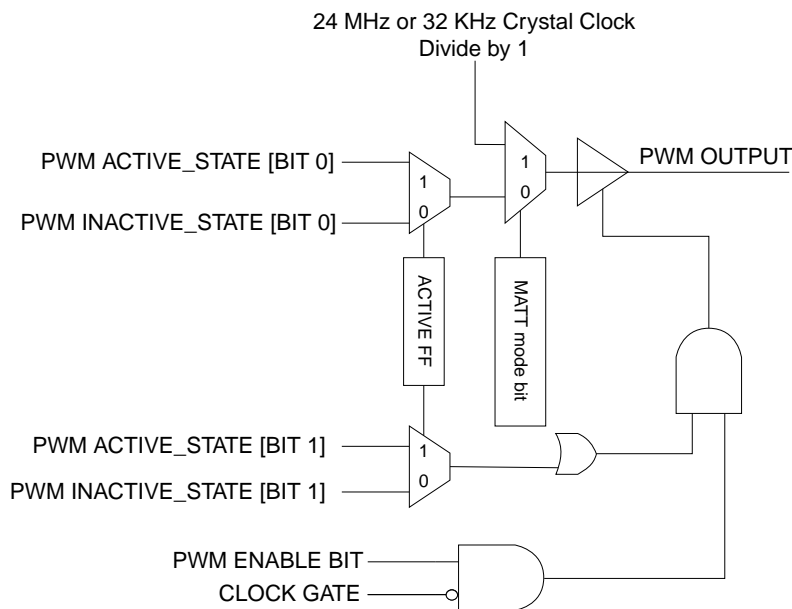 24 MHz or 32 KHz Crystal Clock
Divide by 1
PWM ACTIVE_STATE [BIT 0]
1
PWM OUTPUT
1
0
PWM INACTIVE_STATE [BIT 0]
0
ACTIVE FF
MATT mode bit
PWM ACTIVE_STATE [BIT 1]
1
0
PWM INACTIVE_STATE [BIT 1]
PWM ENABLE BIT
CLOCK GATE